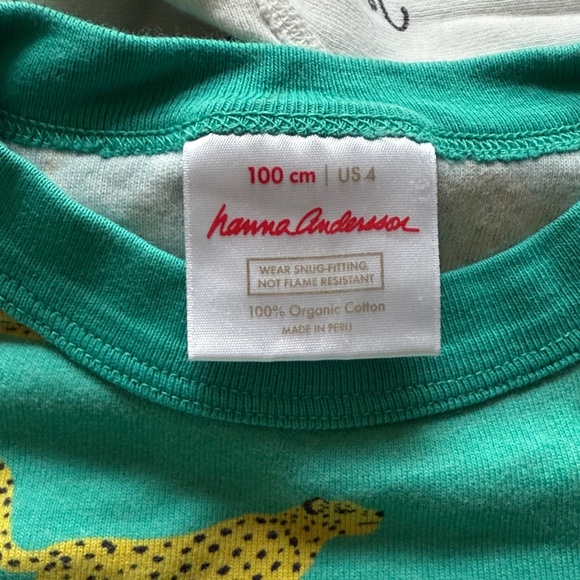 100 cm | US 4
hanna Andersson
WEAR SNUG-FITTING,
NOT FLAME RESISTANT
100% Organic Cotton
MADE IN PERU